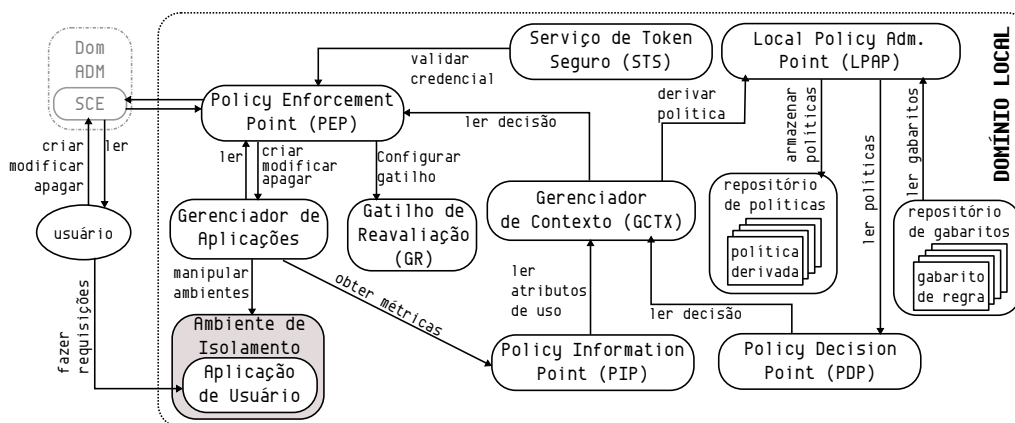 Dom
ADM
SCE
criar
modificar
apagar
ler
usuário
fazer
requisições
Policy Enforcement
Point (PEP)
validar
credencial
Serviço de Token
Seguro (STS)
ler decisão
ler
criar
modificar
apagar
Configurar
gatilho
Gerenciador de
Aplicações
Gatilho de
Reavaliação
(GR)
manipular
ambientes
obter métricas
Ambiente de
Isolamento
Aplicação
de Usuário
Gerenciador
de Contexto (GCTX)
ler
atributos
de uso
Policy Information
Point (PIP)
derivar
política
Local Policy Adm.
Point (LPAP)
armazenar
políticas
ler políticas
ler gabaritos
repositório
de políticas
política
derivada
repositório
de gabaritos
gabarito
de regra
ler decisão
Policy Decision
Point (PDP)
DOMÍNIO LOCAL